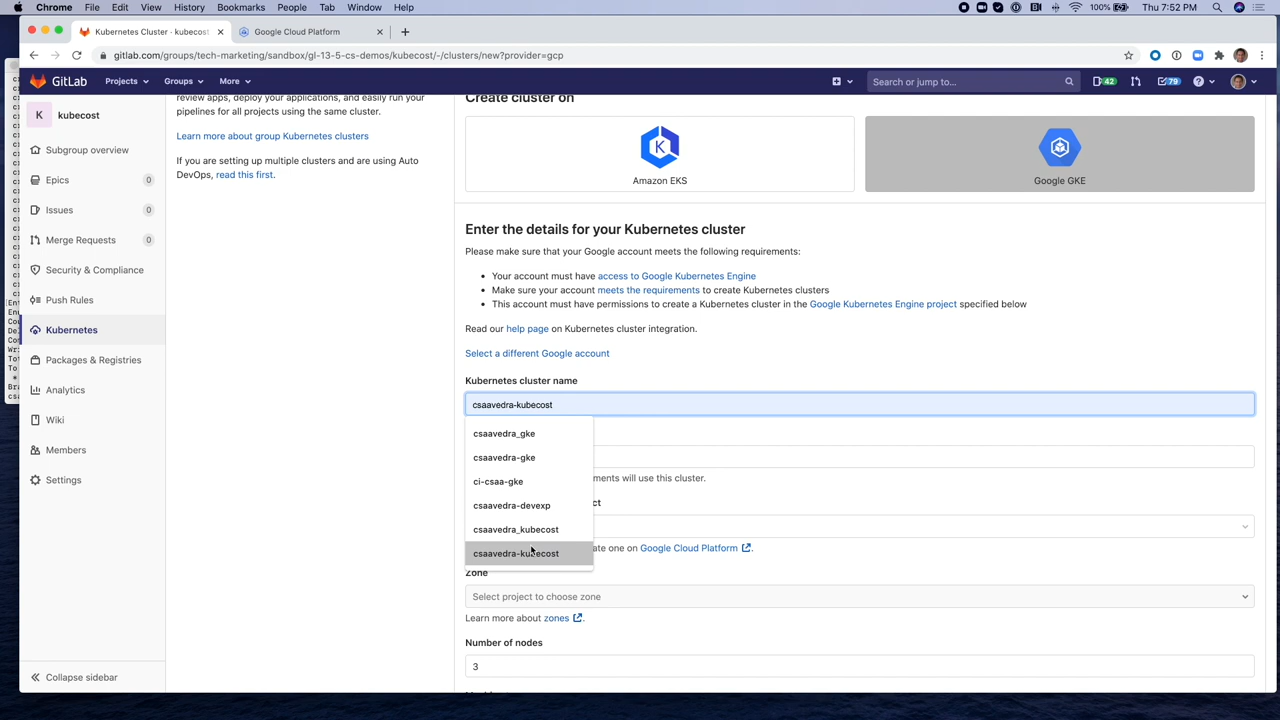 Chrome File Edit View History Bookmarks People Tab Window Help
100% Thu 7:52 PM
Kubernetes Cluster · kubecost
Google Cloud Platform
gitlab.com/groups/tech-marketing/sandbox/gl-13-5-cs-demos/kubecost/-/clusters/new?provider=gcp
GitLab Projects Groups More
Search or jump to...
42
79
K kubecost
Subgroup overview
Epics 0
Issues 0
Merge Requests 0
Security & Compliance
Push Rules
Kubernetes
Packages & Registries
Analytics
Wiki
Members
Settings
Collapse sidebar
review apps, deploy your applications, and easily run your
pipelines for all projects using the same cluster.
Learn more about group Kubernetes clusters
If you are setting up multiple clusters and are using Auto
DevOps, read this first.
Create cluster on
Amazon EKS
Google GKE
Enter the details for your Kubernetes cluster
Please make sure that your Google account meets the following requirements:
• Your account must have access to Google Kubernetes Engine
• Make sure your account meets the requirements to create Kubernetes clusters
• This account must have permissions to create a Kubernetes cluster in the Google Kubernetes Engine project specified below
Read our help page on Kubernetes cluster integration.
Select a different Google account
Kubernetes cluster name
csaavedra-kubecost
csaavedra_gke
csaavedra-gke
ci-csaa-gke
csaavedra-devexp
csaavedra_kubecost
csaavedra-kubecost
ments will use this cluster.
ct
ate one on Google Cloud Platform .
Zone
Select project to choose zone
Learn more about zones .
Number of nodes
3